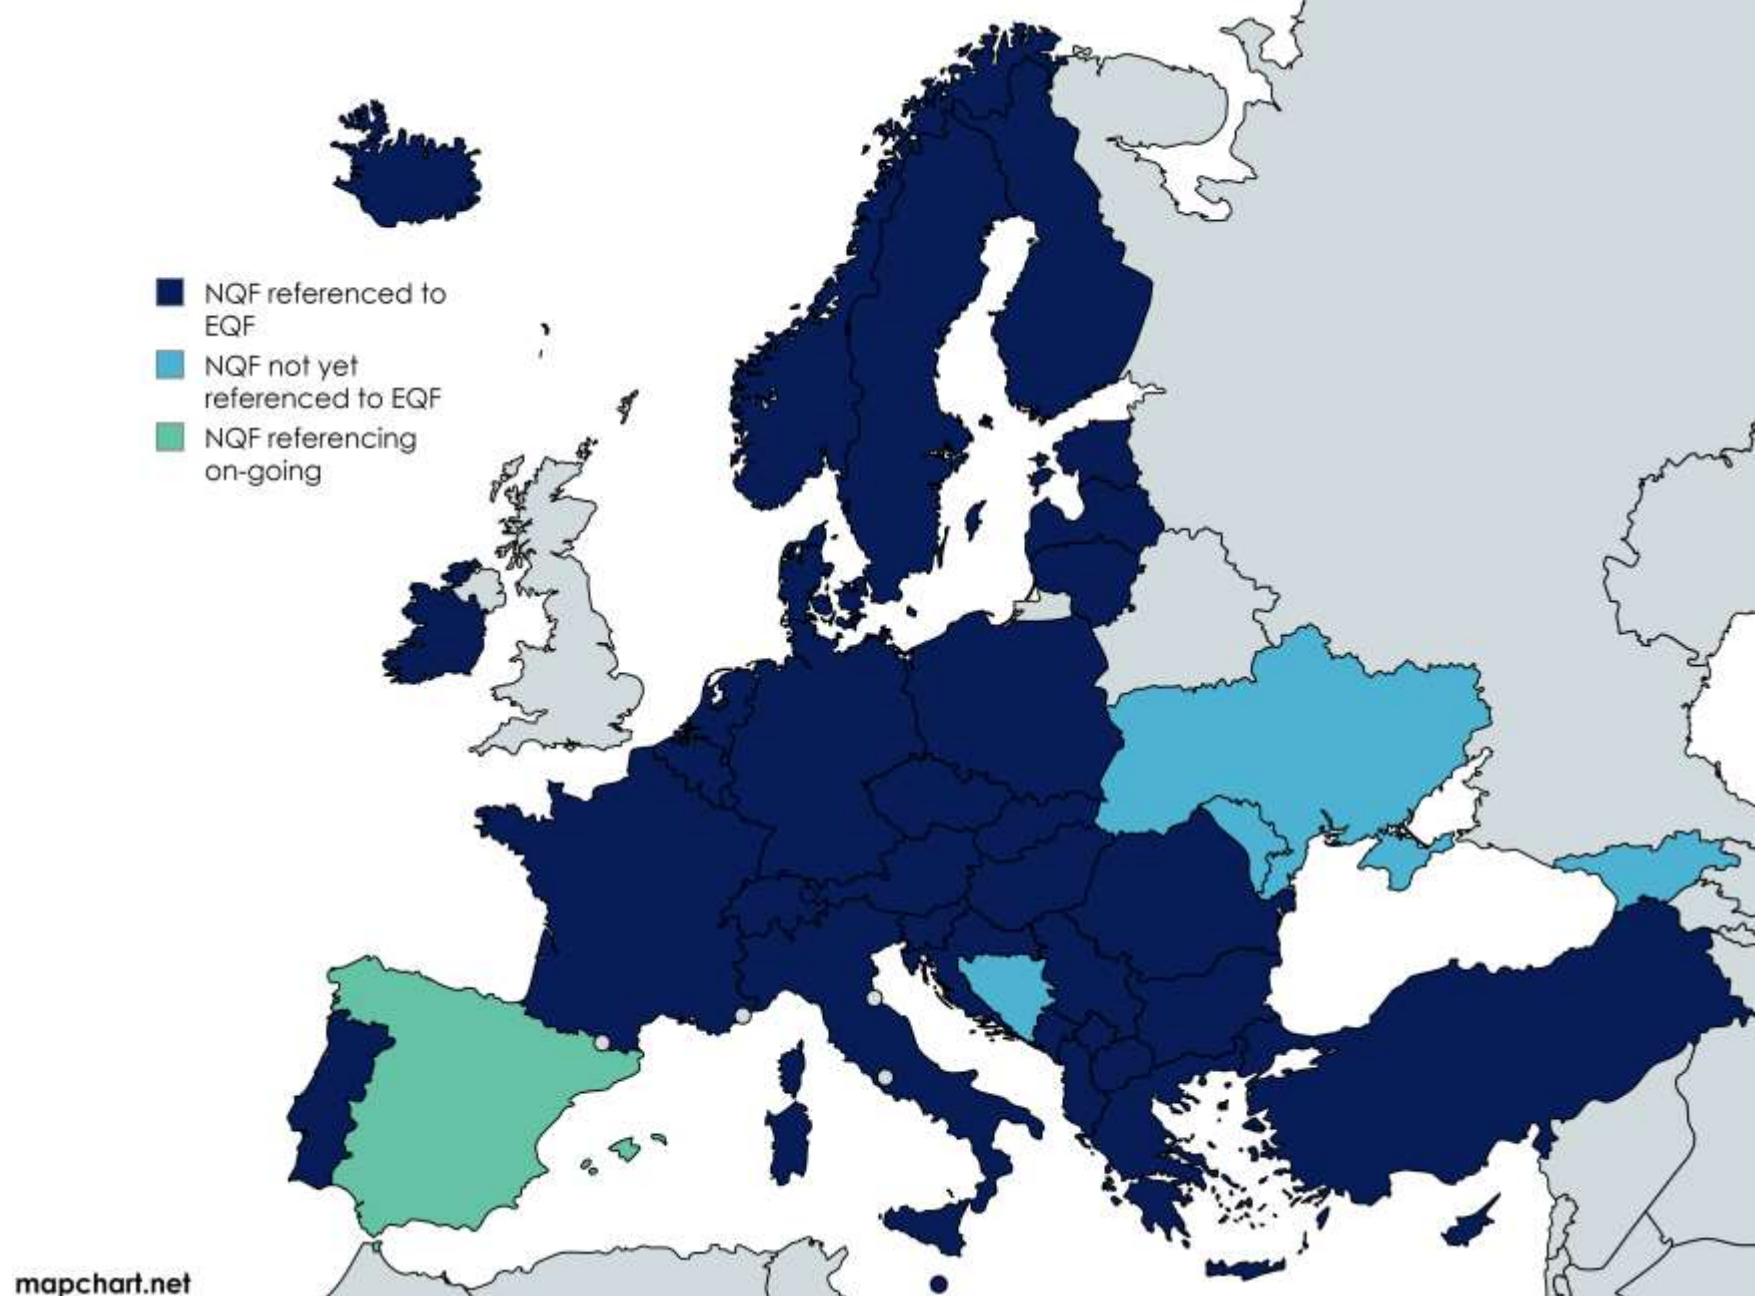 NQF referenced to
EQF
NQF not yet
referenced to EQF
NQF referencing
on-going
mapchart.net